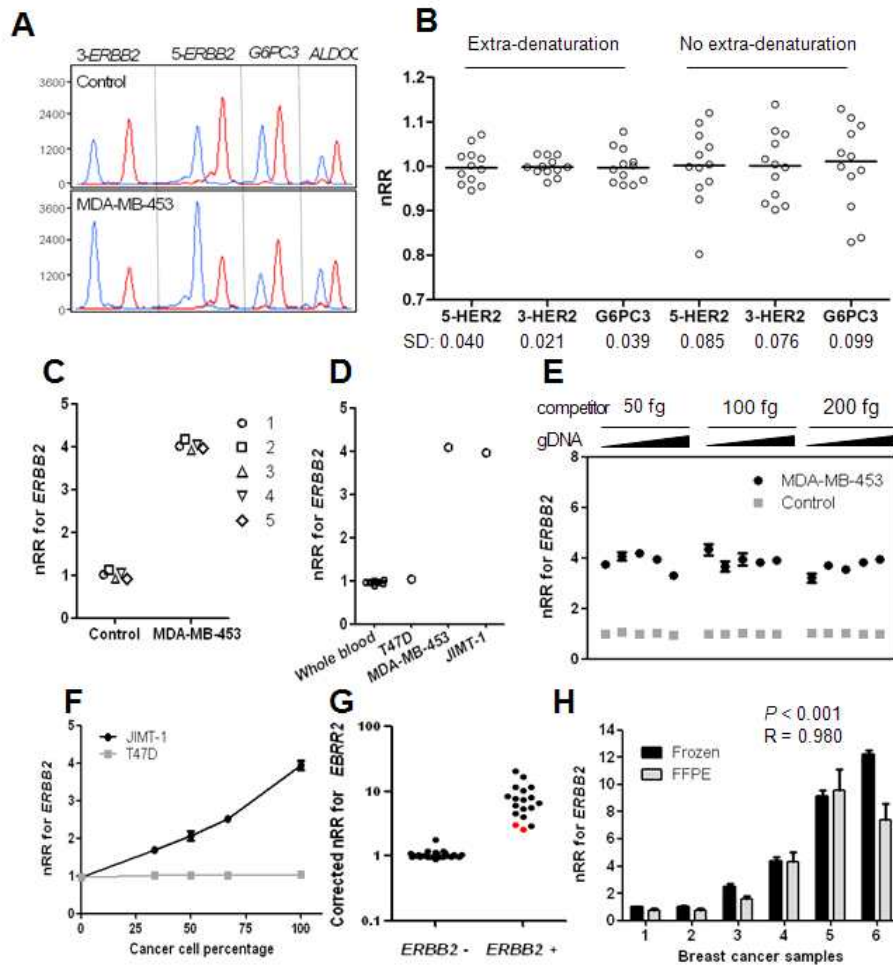 A
3-ERBB2 5-ERBB2 G6PC3 ALDOC
Control
3600
2400
1200
0
MDA-MB-453
3600
2400
1200
0
B
Extra-denaturation No extra-denaturation
nRR
1.2
1.1
1.0
0.9
0.8
0.7
5-HER2 3-HER2 G6PC3 5-HER2 3-HER2 G6PC3
SD: 0.040 0.021 0.039 0.085 0.076 0.099
C
nRR for ERBB2
5
4
3
2
1
0
Control MDA-MB-453
1
2
3
4
5
D
nRR for ERBB2
5
4
3
2
1
0
Whole blood
T47D
MDA-MB-453
JIMT-1
E
competitor 50 fg 100 fg 200 fg
gDNA
nRR for ERBB2
8
6
4
2
0
MDA-MB-453
Control
F
nRR for ERBB2
5
4
3
2
1
0
JIMT-1
T47D
0 25 50 75 100
Cancer cell percentage
G
Corrected nRR for EBRR2
100
10
1
0.1
ERBB2 - ERBB2 +
H
P < 0.001
R = 0.980
nRR for ERBB2
14
12
10
8
6
4
2
0
Frozen
FFPE
1 2 3 4 5 6
Breast cancer samples